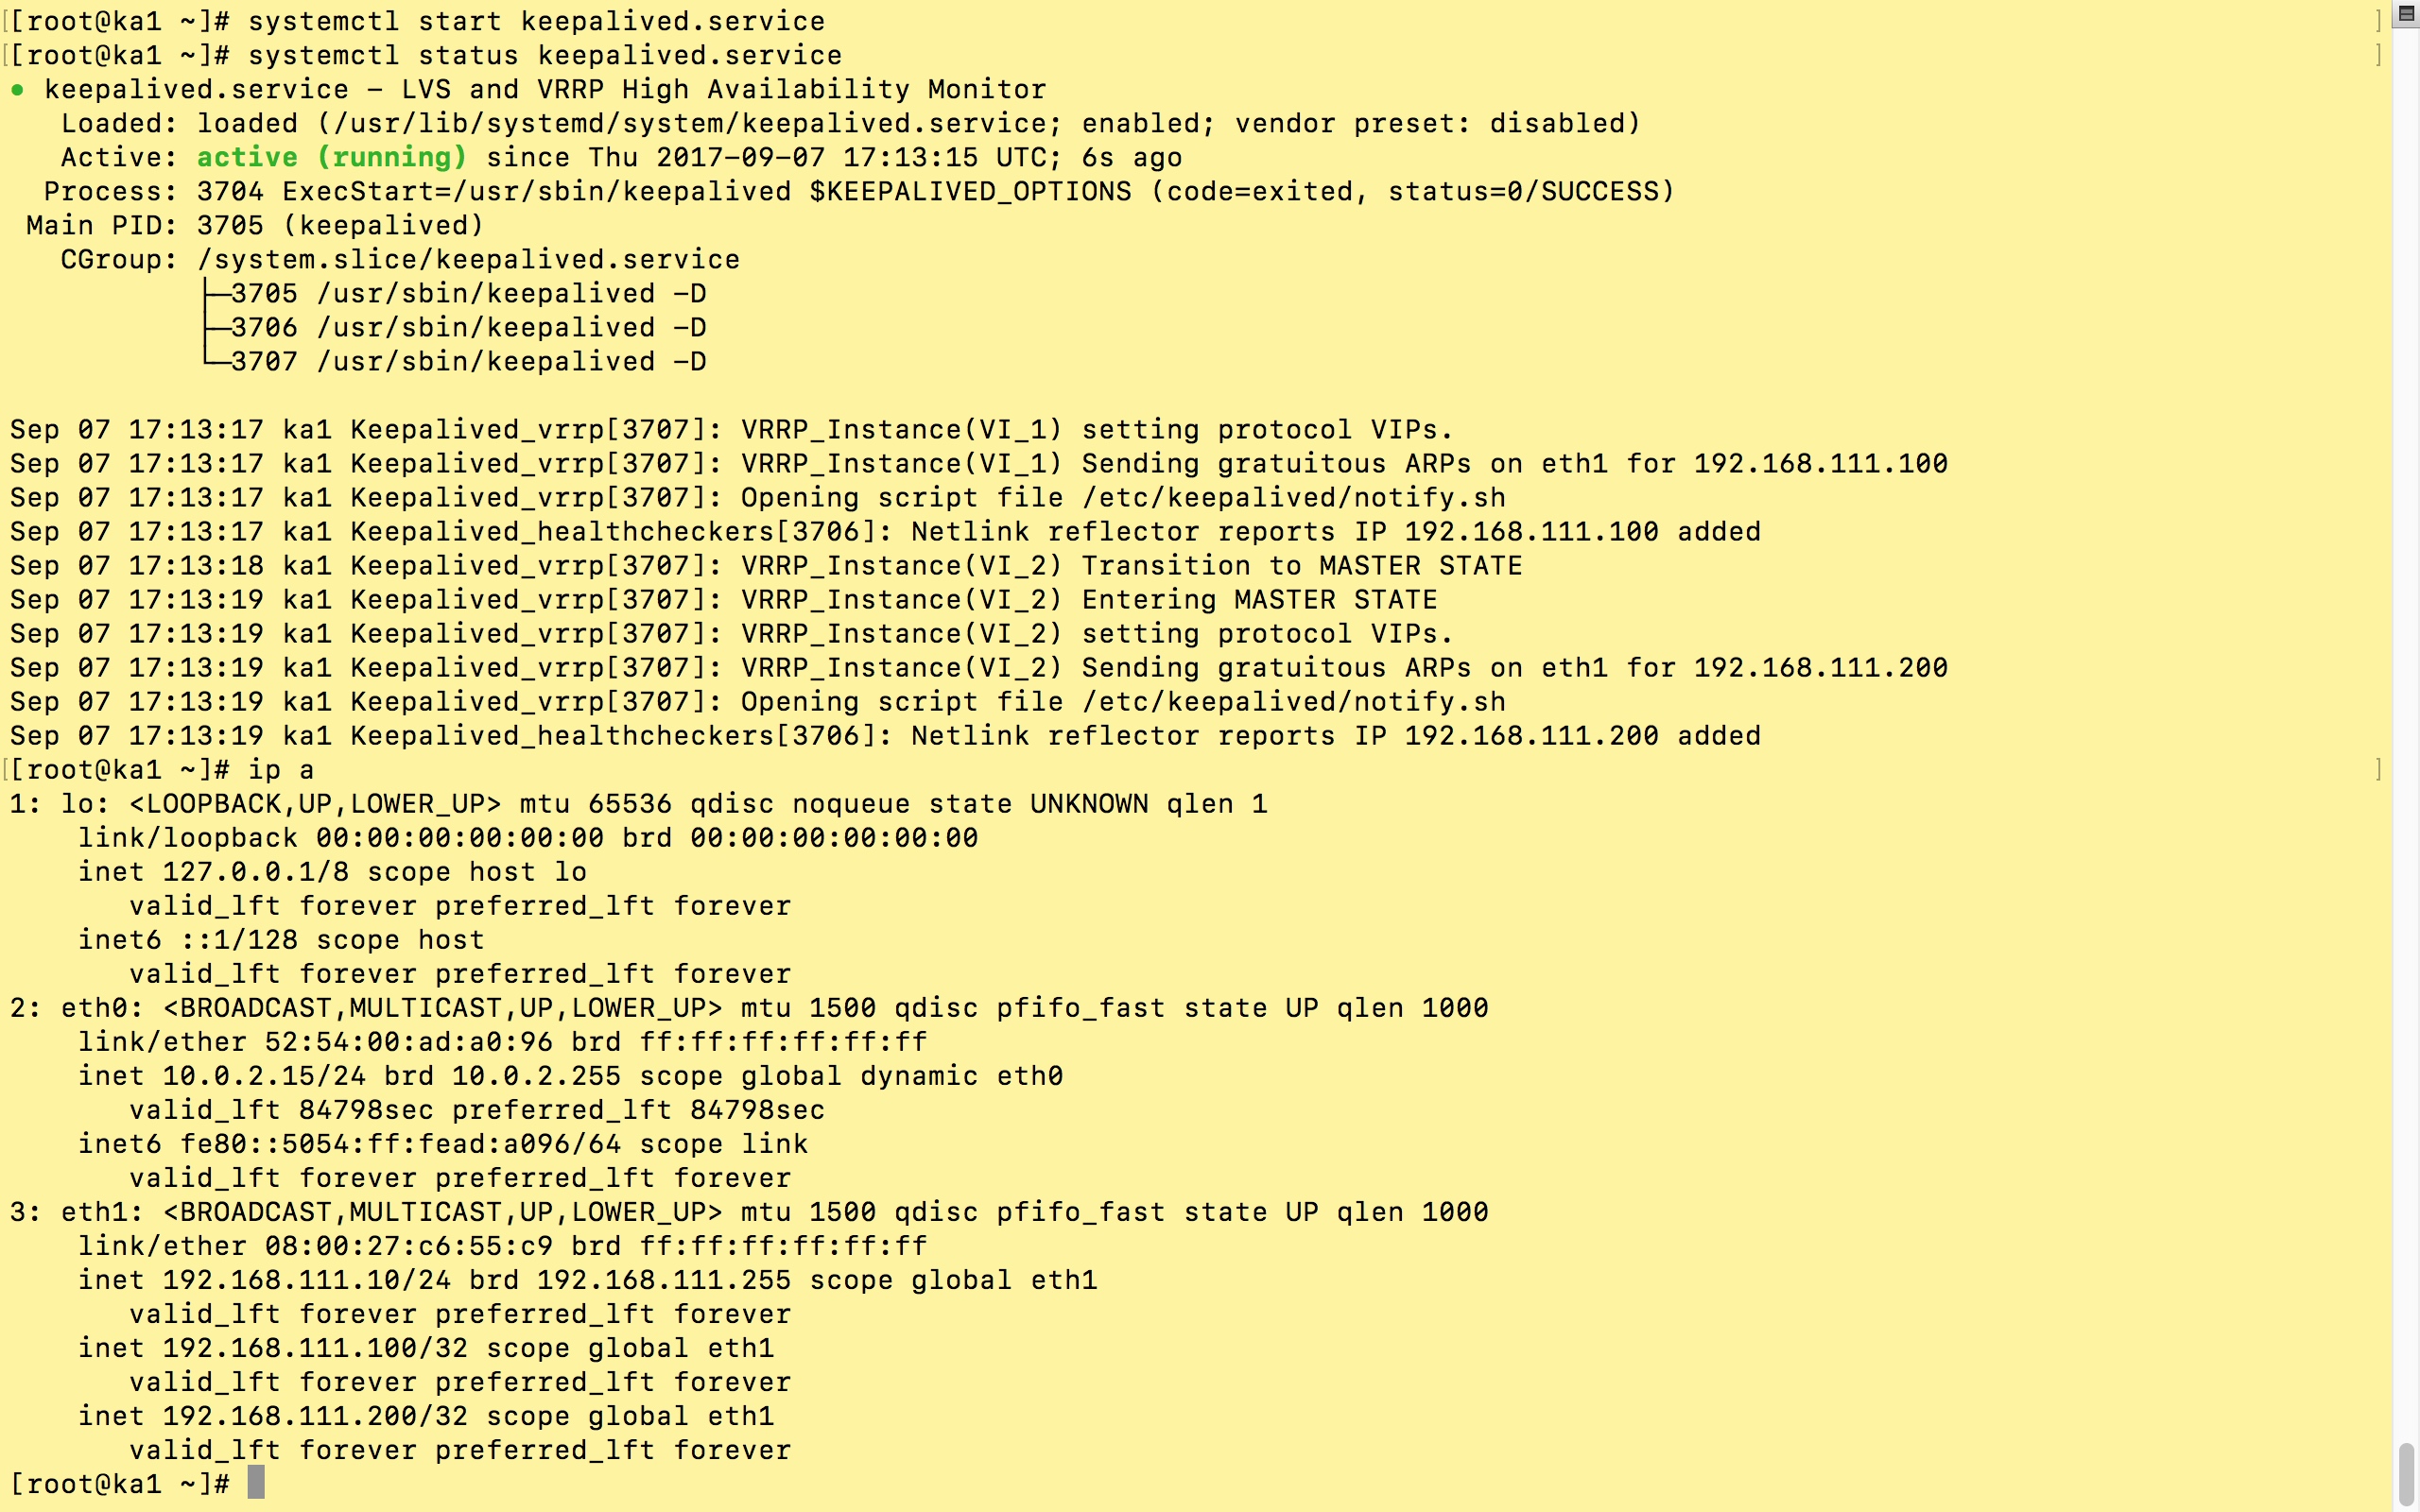 [root@ka1 ~]# systemctl start keepalived.service
[root@ka1 ~]# systemctl status keepalived.service
● keepalived.service – LVS and VRRP High Availability Monitor
   Loaded: loaded (/usr/lib/systemd/system/keepalived.service; enabled; vendor preset: disabled)
   Active: active (running) since Thu 2017-09-07 17:13:15 UTC; 6s ago
  Process: 3704 ExecStart=/usr/sbin/keepalived $KEEPALIVED_OPTIONS (code=exited, status=0/SUCCESS)
 Main PID: 3705 (keepalived)
   CGroup: /system.slice/keepalived.service
           ├─3705 /usr/sbin/keepalived -D
           ├─3706 /usr/sbin/keepalived -D
           └─3707 /usr/sbin/keepalived -D

Sep 07 17:13:17 ka1 Keepalived_vrrp[3707]: VRRP_Instance(VI_1) setting protocol VIPs.
Sep 07 17:13:17 ka1 Keepalived_vrrp[3707]: VRRP_Instance(VI_1) Sending gratuitous ARPs on eth1 for 192.168.111.100
Sep 07 17:13:17 ka1 Keepalived_vrrp[3707]: Opening script file /etc/keepalived/notify.sh
Sep 07 17:13:17 ka1 Keepalived_healthcheckers[3706]: Netlink reflector reports IP 192.168.111.100 added
Sep 07 17:13:18 ka1 Keepalived_vrrp[3707]: VRRP_Instance(VI_2) Transition to MASTER STATE
Sep 07 17:13:19 ka1 Keepalived_vrrp[3707]: VRRP_Instance(VI_2) Entering MASTER STATE
Sep 07 17:13:19 ka1 Keepalived_vrrp[3707]: VRRP_Instance(VI_2) setting protocol VIPs.
Sep 07 17:13:19 ka1 Keepalived_vrrp[3707]: VRRP_Instance(VI_2) Sending gratuitous ARPs on eth1 for 192.168.111.200
Sep 07 17:13:19 ka1 Keepalived_vrrp[3707]: Opening script file /etc/keepalived/notify.sh
Sep 07 17:13:19 ka1 Keepalived_healthcheckers[3706]: Netlink reflector reports IP 192.168.111.200 added
[root@ka1 ~]# ip a
1: lo: <LOOPBACK,UP,LOWER_UP> mtu 65536 qdisc noqueue state UNKNOWN qlen 1
    link/loopback 00:00:00:00:00:00 brd 00:00:00:00:00:00
    inet 127.0.0.1/8 scope host lo
       valid_lft forever preferred_lft forever
    inet6 ::1/128 scope host
       valid_lft forever preferred_lft forever
2: eth0: <BROADCAST,MULTICAST,UP,LOWER_UP> mtu 1500 qdisc pfifo_fast state UP qlen 1000
    link/ether 52:54:00:ad:a0:96 brd ff:ff:ff:ff:ff:ff
    inet 10.0.2.15/24 brd 10.0.2.255 scope global dynamic eth0
       valid_lft 84798sec preferred_lft 84798sec
    inet6 fe80::5054:ff:fead:a096/64 scope link
       valid_lft forever preferred_lft forever
3: eth1: <BROADCAST,MULTICAST,UP,LOWER_UP> mtu 1500 qdisc pfifo_fast state UP qlen 1000
    link/ether 08:00:27:c6:55:c9 brd ff:ff:ff:ff:ff:ff
    inet 192.168.111.10/24 brd 192.168.111.255 scope global eth1
       valid_lft forever preferred_lft forever
    inet 192.168.111.100/32 scope global eth1
       valid_lft forever preferred_lft forever
    inet 192.168.111.200/32 scope global eth1
       valid_lft forever preferred_lft forever
[root@ka1 ~]#